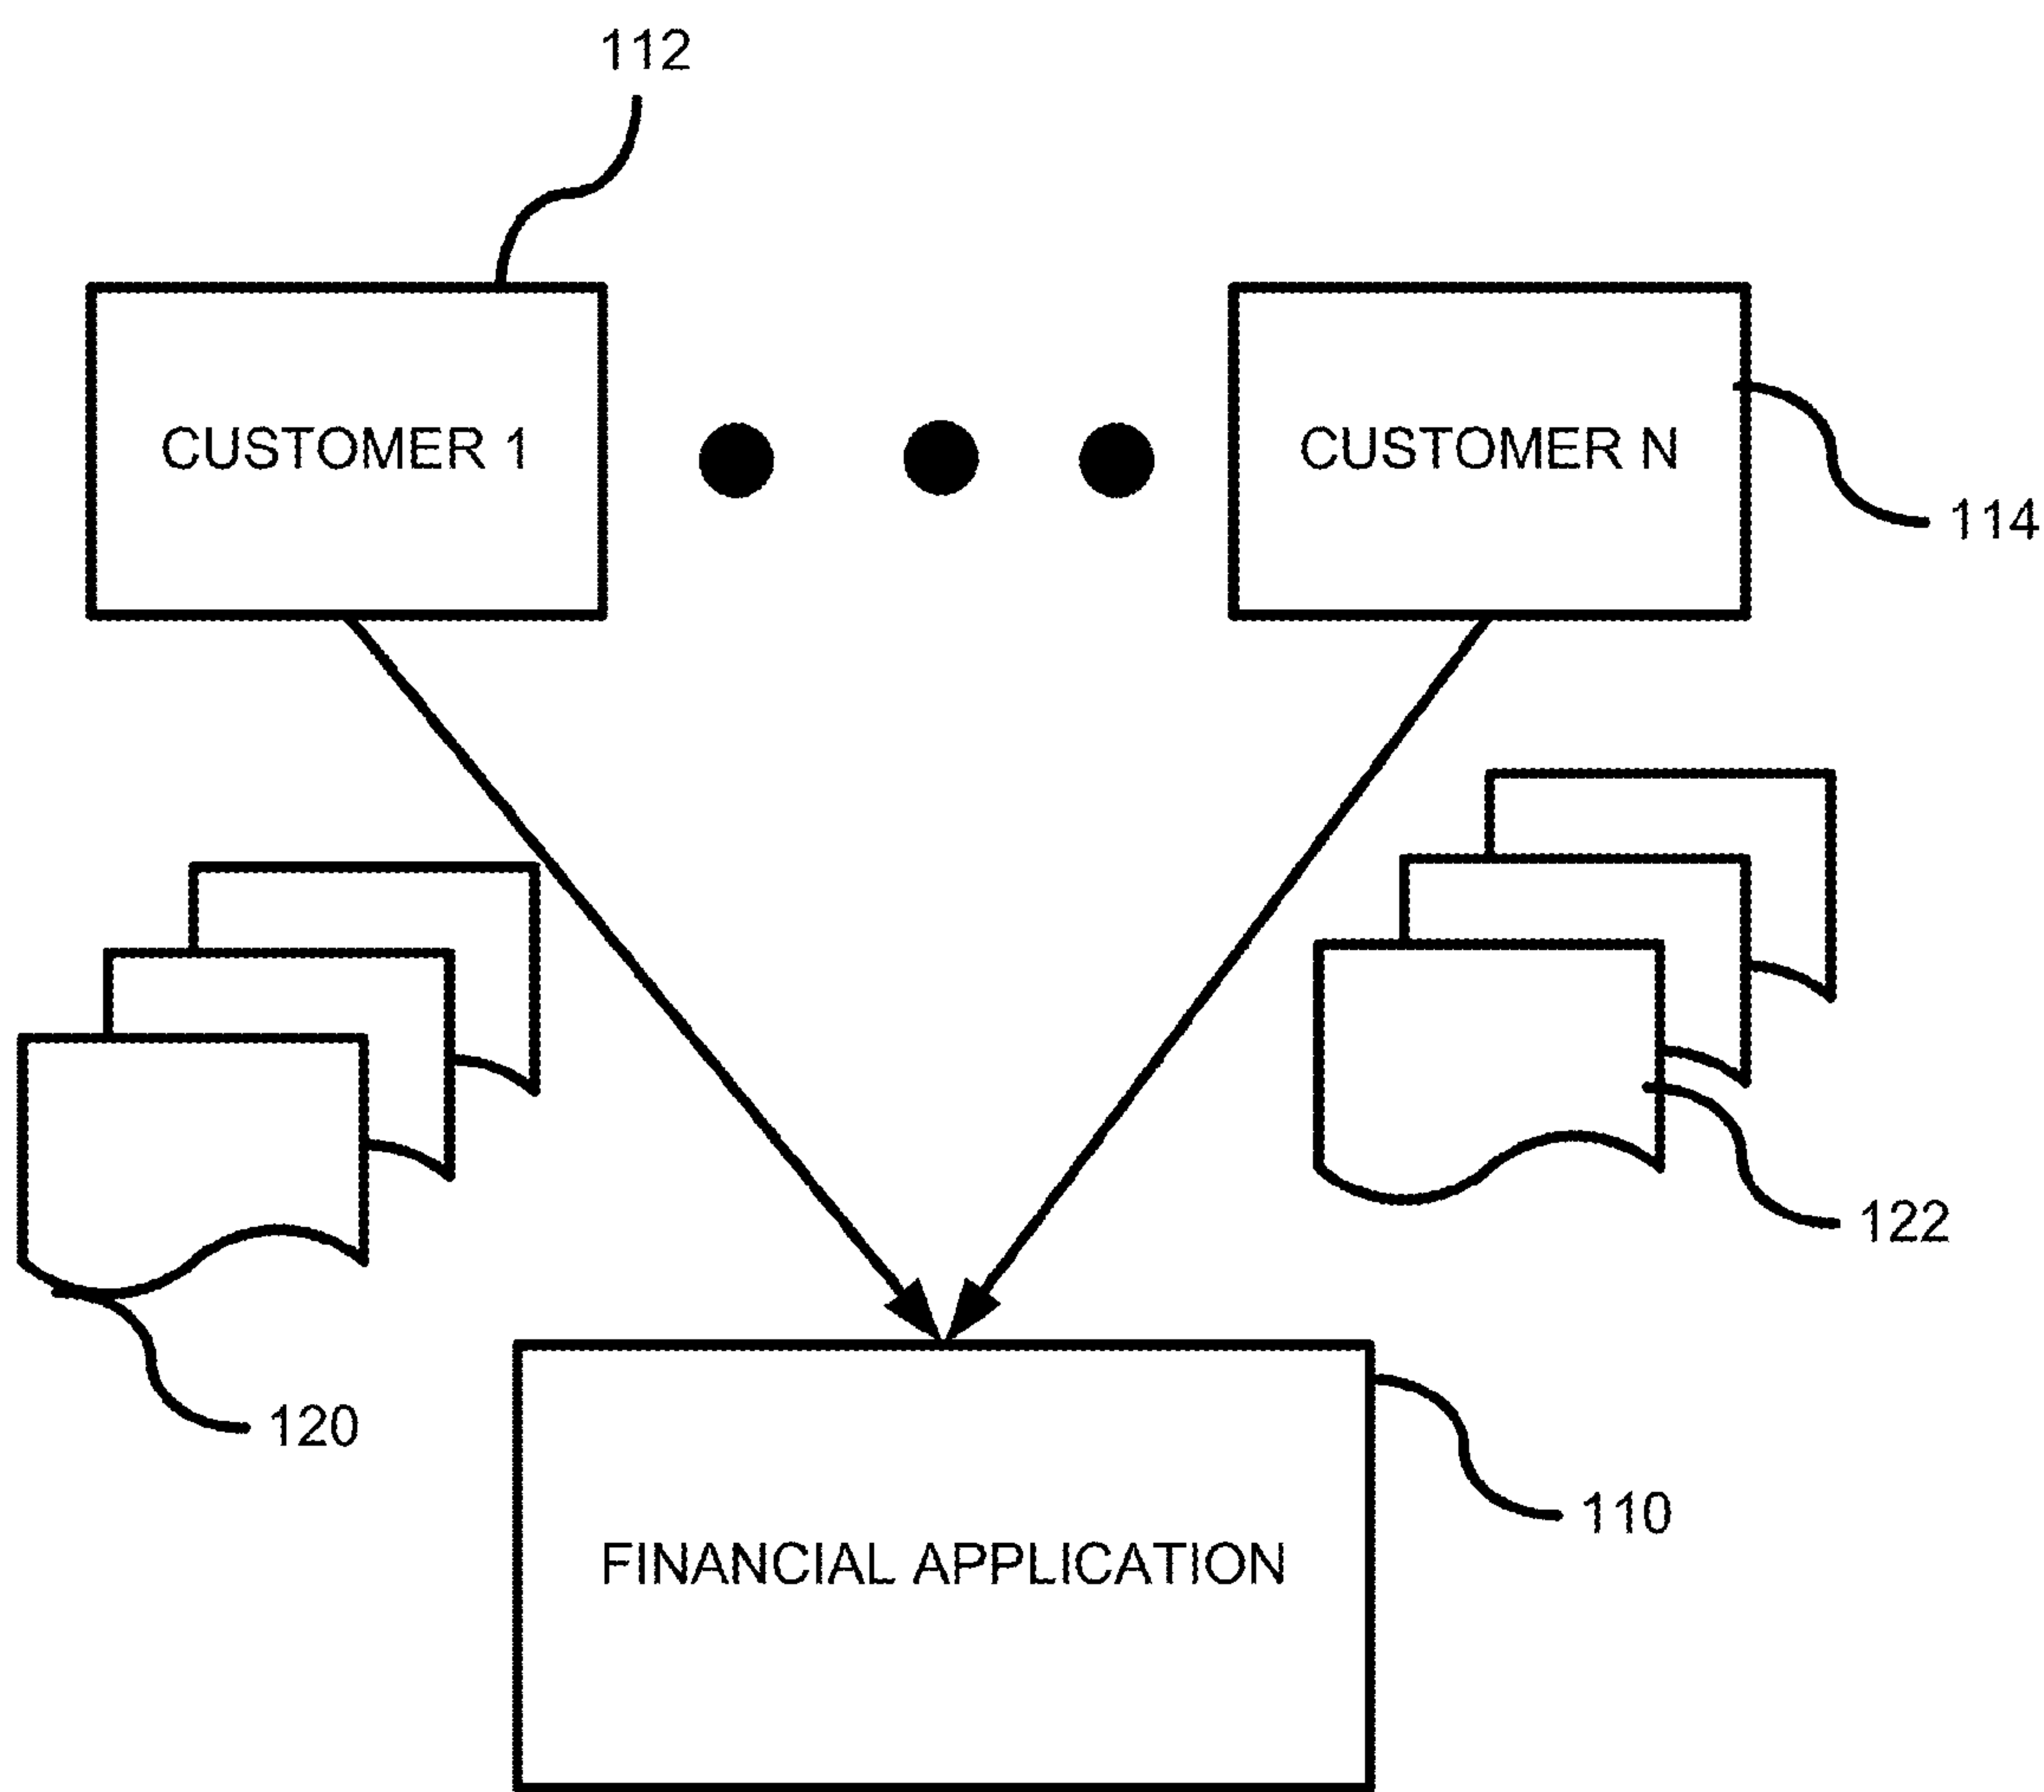 112
CUSTOMER 1
CUSTOMER N
114
122
120
110
FINANCIAL APPLICATION